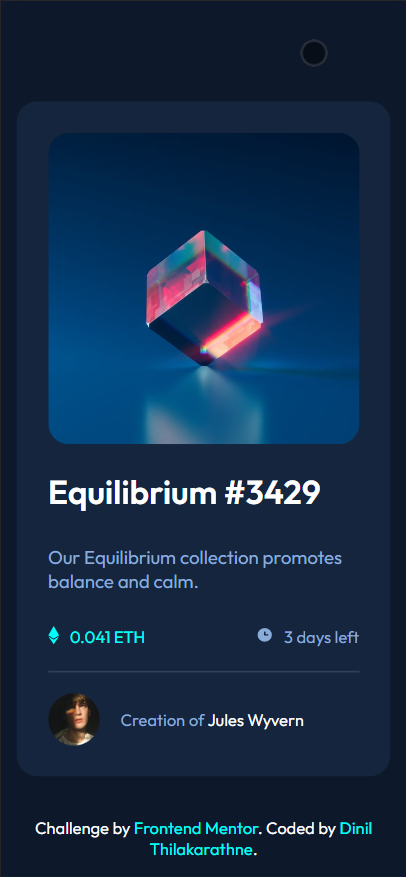 Equilibrium #3429
Our Equilibrium collection promotes
balance and calm.
0.041 ETH
3 days left
Creation of Jules Wyvern
Challenge by Frontend Mentor. Coded by Dinil
Thilakarathne.